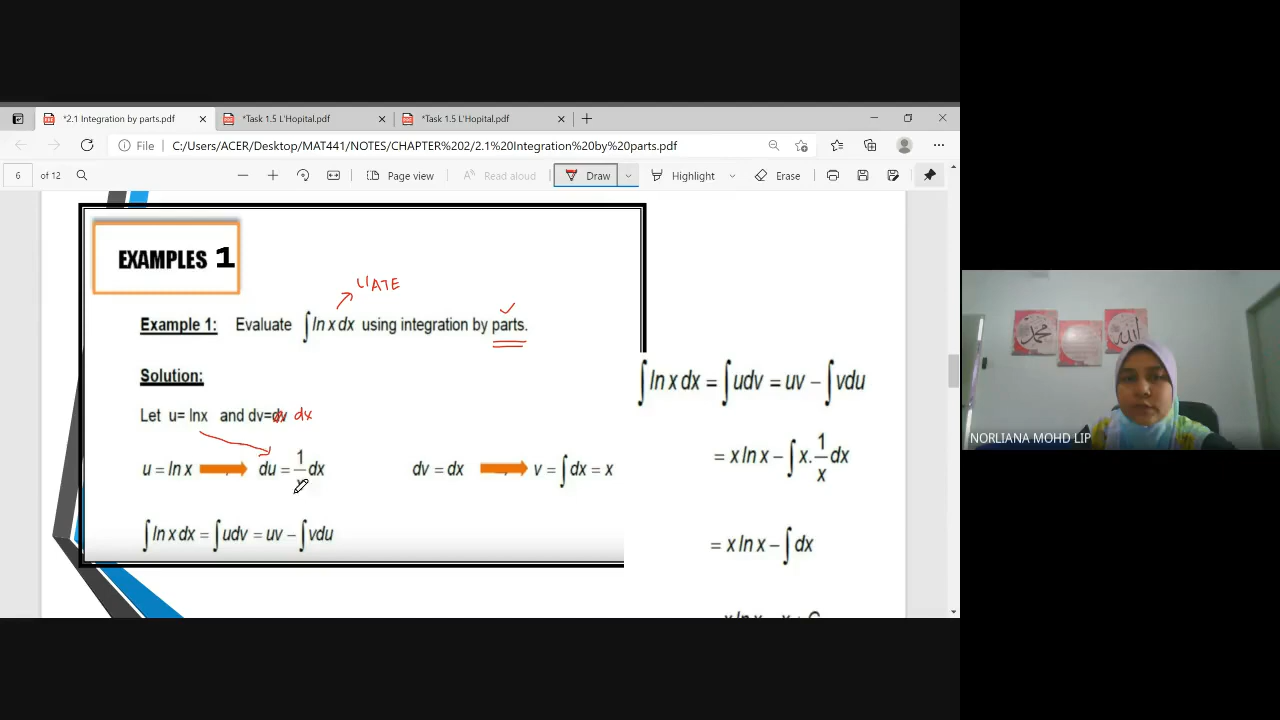 *2.1 Integration by parts.pdf
*Task 1.5 L'Hopital.pdf
*Task 1.5 L'Hopital.pdf
File C:/Users/ACER/Desktop/MAT441/NOTES/CHAPTER%202/2.1%20Integration%20by%20parts.pdf
6 of 12
Page view
Read aloud
Draw
Highlight
Erase
EXAMPLES 1
LIATE
Example 1: Evaluate ∫ln x dx using integration by parts.
Solution:
Let u= lnx and dv= dx
u = ln x du = 1/x dx dv = dx v = ∫dx = x
∫ln x dx = ∫udv = uv − ∫vdu
∫ln x dx = ∫udv = uv − ∫vdu
= x ln x − ∫x. 1/x dx
= x ln x − ∫dx
محمد
الله
NORLIANA MOHD LIP